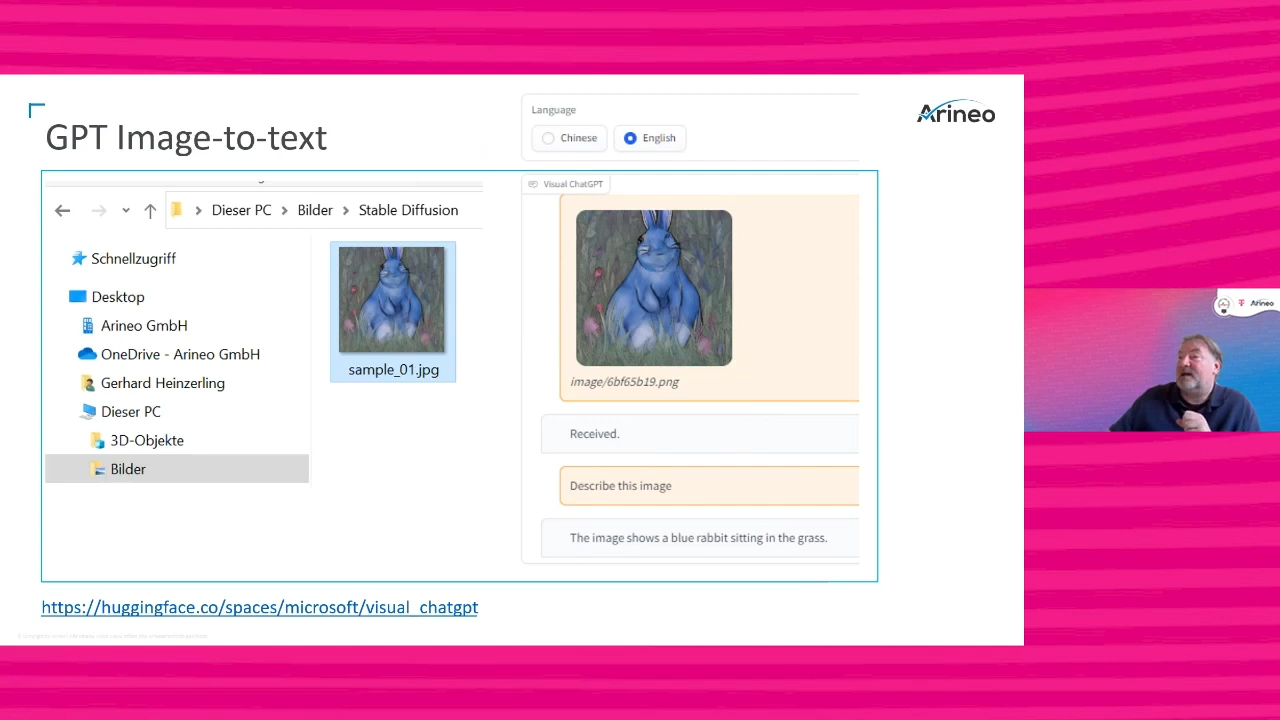 GPT Image-to-text
Arineo
Language
Chinese
English
Dieser PC
Bilder
Stable Diffusion
Schnellzugriff
Desktop
Arineo GmbH
OneDrive - Arineo GmbH
Gerhard Heinzerling
Dieser PC
3D-Objekte
Bilder
sample_01.jpg
Visual ChatGPT
image/6bf65b19.png
Received.
Describe this image
The image shows a blue rabbit sitting in the grass.
https://huggingface.co/spaces/microsoft/visual_chatgpt
Arineo